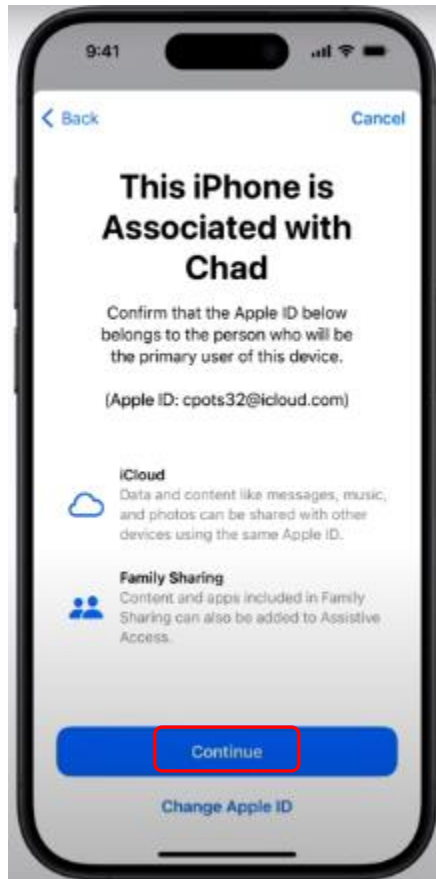 9:41
Back
Cancel
This iPhone is
Associated with
Chad
Confirm that the Apple ID below
belongs to the person who will be
the primary user of this device.
(Apple ID: cpots32@icloud.com)
iCloud
Data and content like messages, music,
and photos can be shared with other
devices using the same Apple ID.
Family Sharing
Content and apps included in Family
Sharing can also be added to Assistive
Access.
Continue
Change Apple ID